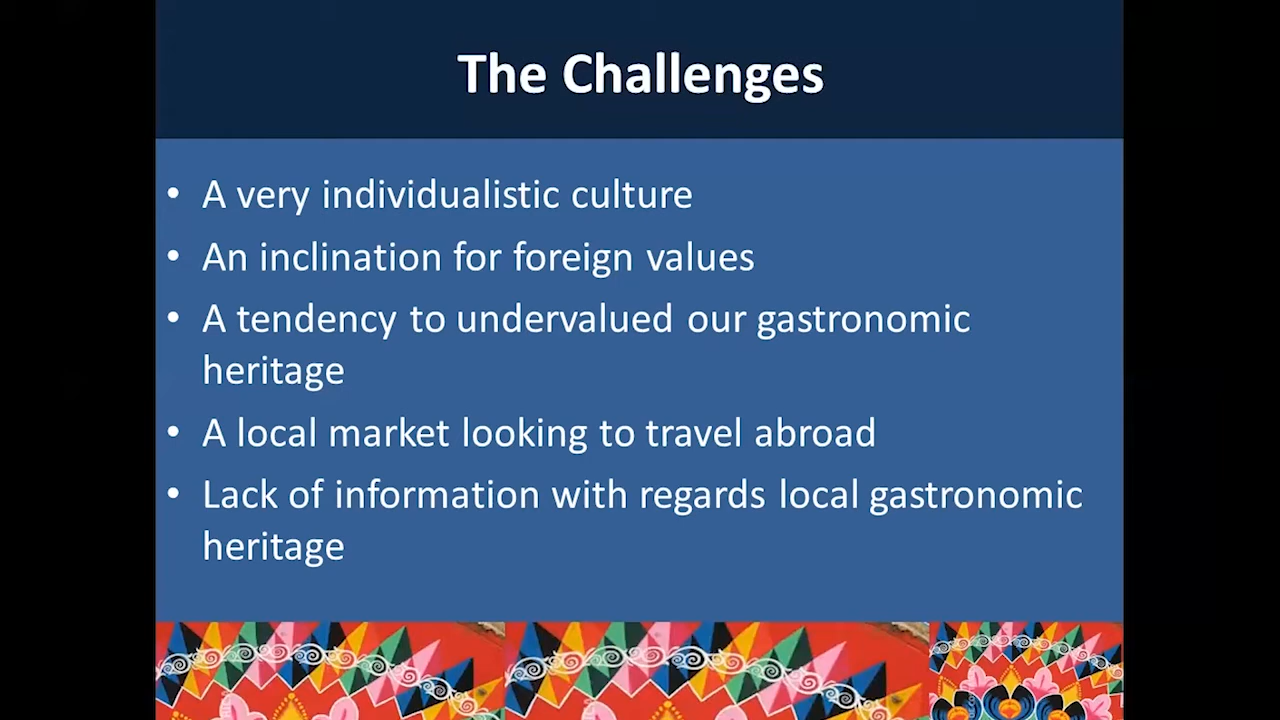 The Challenges
• A very individualistic culture
• An inclination for foreign values
• A tendency to undervalued our gastronomic
heritage
• A local market looking to travel abroad
• Lack of information with regards local gastronomic
heritage